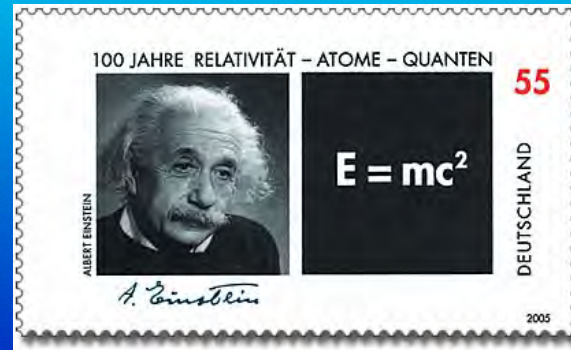 100 JAHRE RELATIVITÄT – ATOME – QUANTEN
55
ALBERT EINSTEIN
E = mc²
DEUTSCHLAND
A. Einstein
2005